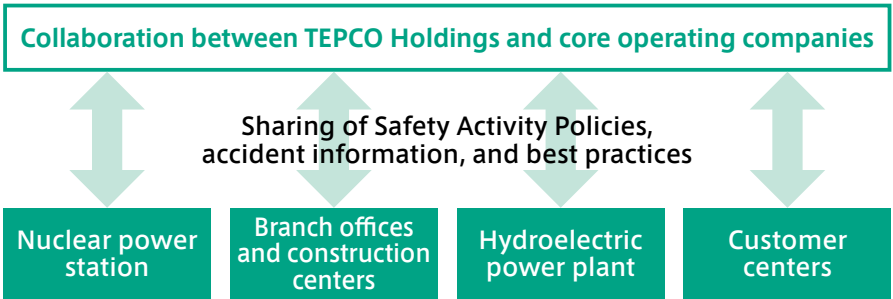 Collaboration between TEPCO Holdings and core operating companies
Sharing of Safety Activity Policies,
accident information, and best practices
Nuclear power
station
Branch offices
and construction
centers
Hydroelectric
power plant
Customer
centers